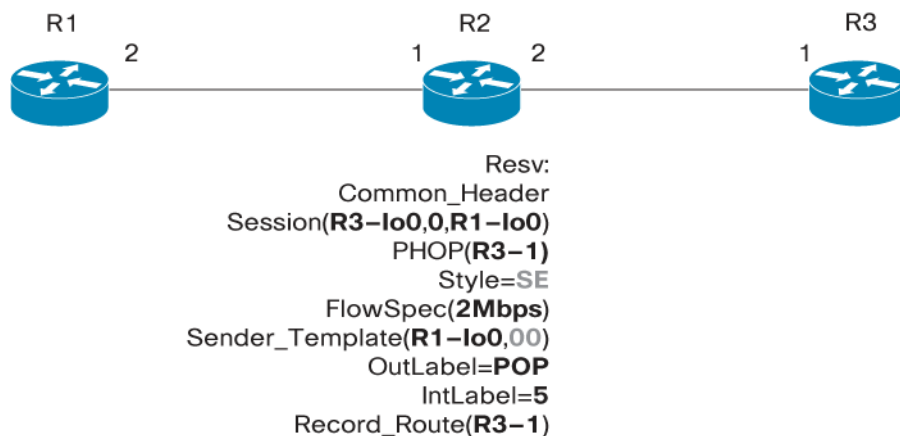 R1 R2 R3
2 1 2 1
Resv:
Common_Header
Session(R3–lo0,0,R1–lo0)
PHOP(R3–1)
Style=SE
FlowSpec(2Mbps)
Sender_Template(R1–lo0,00)
OutLabel=POP
IntLabel=5
Record_Route(R3–1)